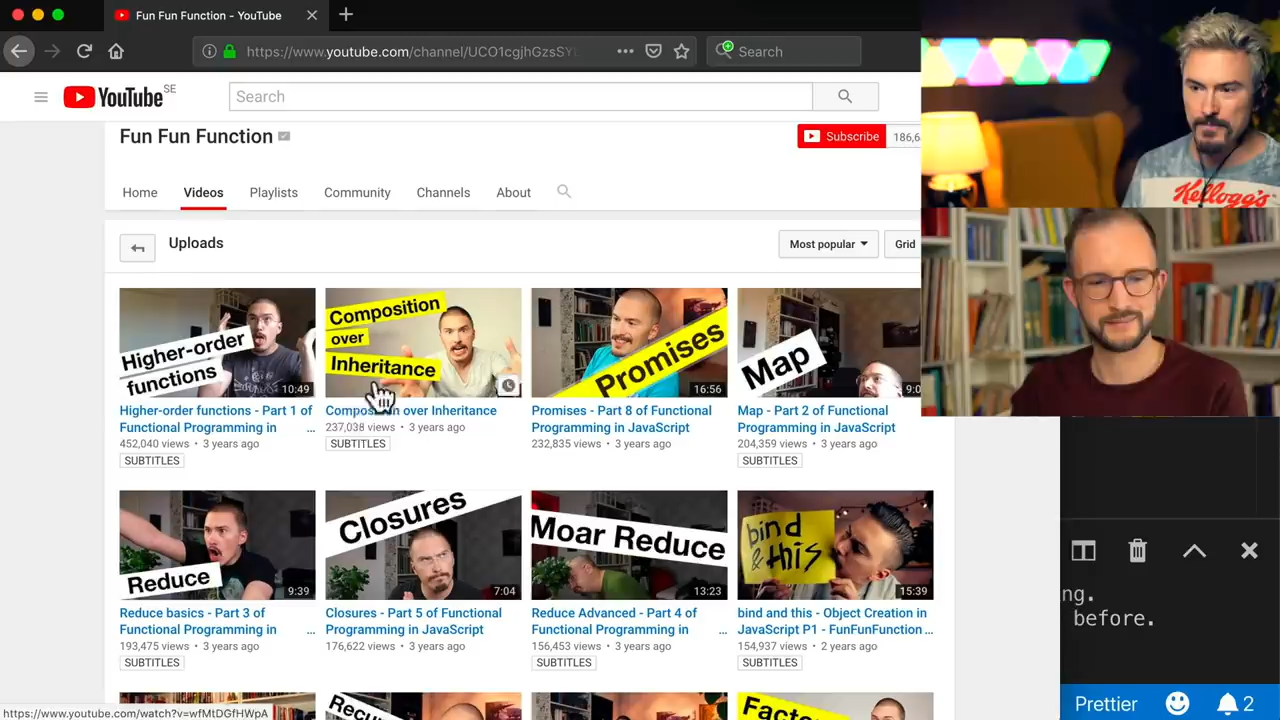 Fun Fun Function - YouTube
https://www.youtube.com/channel/UCO1cgjhGzsSY
Search
YouTube SE
Search
Fun Fun Function
Subscribe 186,6
Home Videos Playlists Community Channels About
Uploads
Most popular
Grid
Higher-order
functions
10:49
Composition
over
Inheritance
Promises
16:56
Map
9:0
Higher-order functions - Part 1 of
Functional Programming in ...
452,040 views • 3 years ago
SUBTITLES
over Inheritance
237,038 views • 3 years ago
SUBTITLES
Promises - Part 8 of Functional
Programming in JavaScript
232,835 views • 3 years ago
Map - Part 2 of Functional
Programming in JavaScript
204,359 views • 3 years ago
SUBTITLES
Kellogg's
Reduce
9:39
Closures
7:04
Moar Reduce
13:23
bind
& this
15:39
Reduce basics - Part 3 of
Functional Programming in ...
193,475 views • 3 years ago
SUBTITLES
Closures - Part 5 of Functional
Programming in JavaScript
176,622 views • 3 years ago
Reduce Advanced - Part 4 of
Functional Programming in ...
156,453 views • 3 years ago
SUBTITLES
bind and this - Object Creation in
JavaScript P1 - FunFunFunction ...
154,937 views • 2 years ago
SUBTITLES
ng.
before.
Recu
Facto
https://www.youtube.com/watch?v=wfMtDGfHWpA
Prettier
2